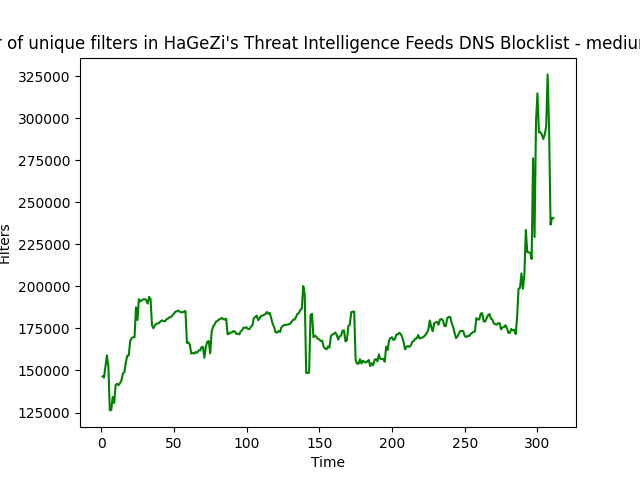 of unique filters in HaGeZi's Threat Intelligence Feeds DNS Blocklist - 
325000
300000
275000
250000
225000
200000
175000
150000
125000
Filters
0 50 100 150 200 250 300
Time